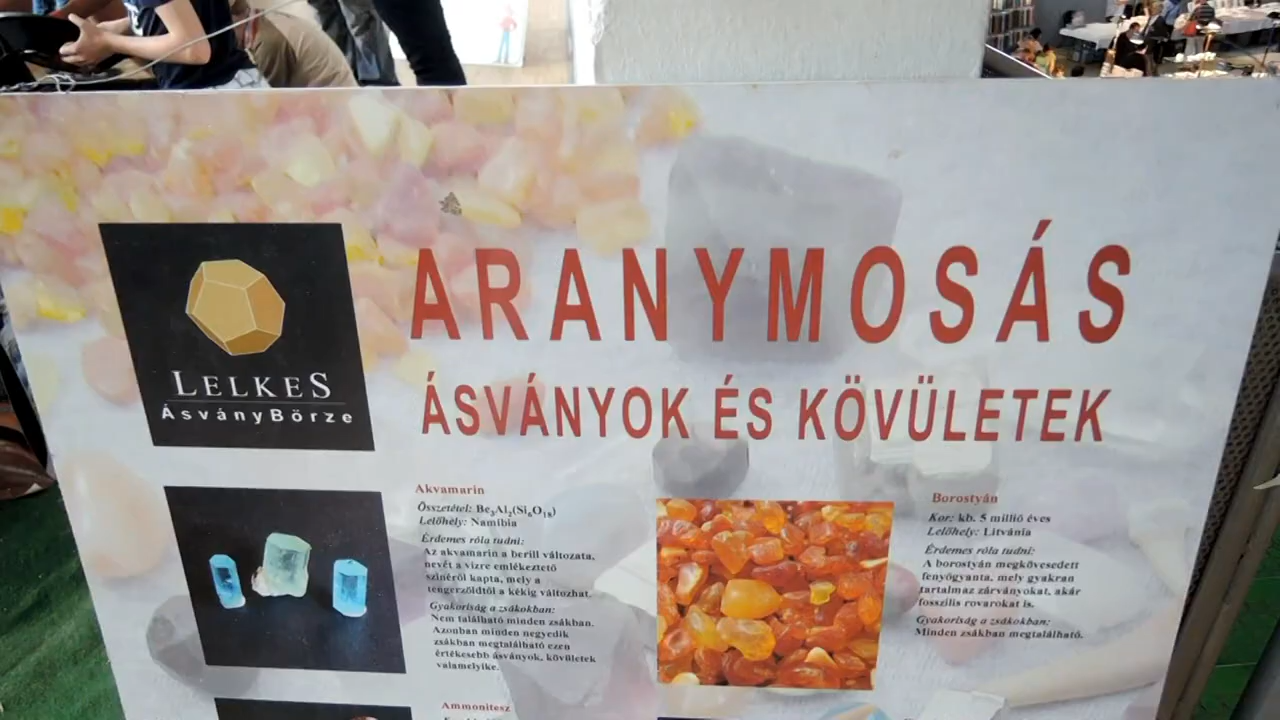 ARANYMOSÁS
ÁSVÁNYOK ÉS KÖVÜLETEK
LELKES
ÁsványBörze
Akvamarin
Összetétel: Be₃Al₂(Si₆O₁₈)
Lelőhely: Namíbia
Érdemes róla tudni:
Az akvamarin a berill változata,
nevét a vízre emlékeztető
színéről kapta, mely a
tengerzöldtől a kékig változhat.
Gyakoriság a zsákokban:
Nem található minden zsákban.
Azonban minden negyedik
zsákban megtalálható ezen
értékesebb ásványok, kövületek
valamelyike.
Ammonitesz
Borostyán
Kor: kb. 5 millió éves
Lelőhely: Litvánia
Érdemes róla tudni:
A borostyán megkövesedett
fenyőgyanta, mely gyakran
tartalmaz zárványokat, akár
fosszilis rovarokat is.
Gyakoriság a zsákokban:
Minden zsákban megtalálható.